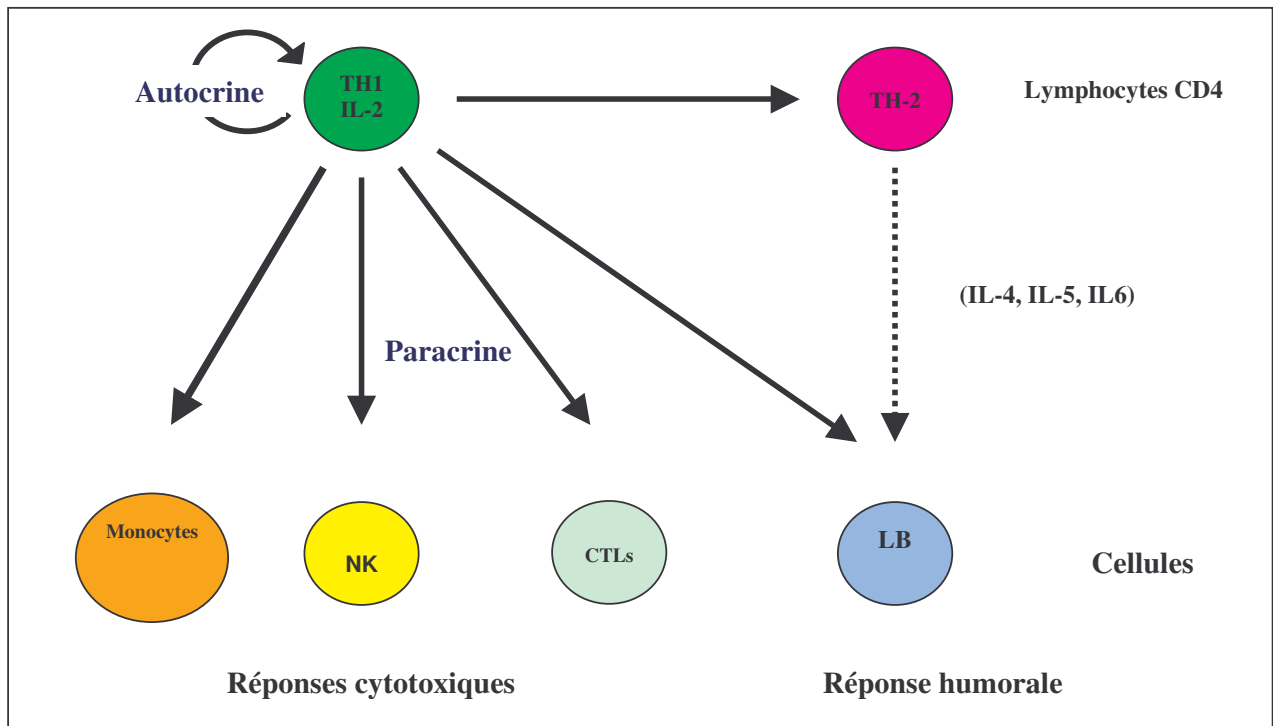 Autocrine
TH1
IL-2
TH-2
Lymphocytes CD4
(IL-4, IL-5, IL6)
Paracrine
Monocytes
NK
CTLs
LB
Cellules
Réponses cytotoxiques
Réponse humorale